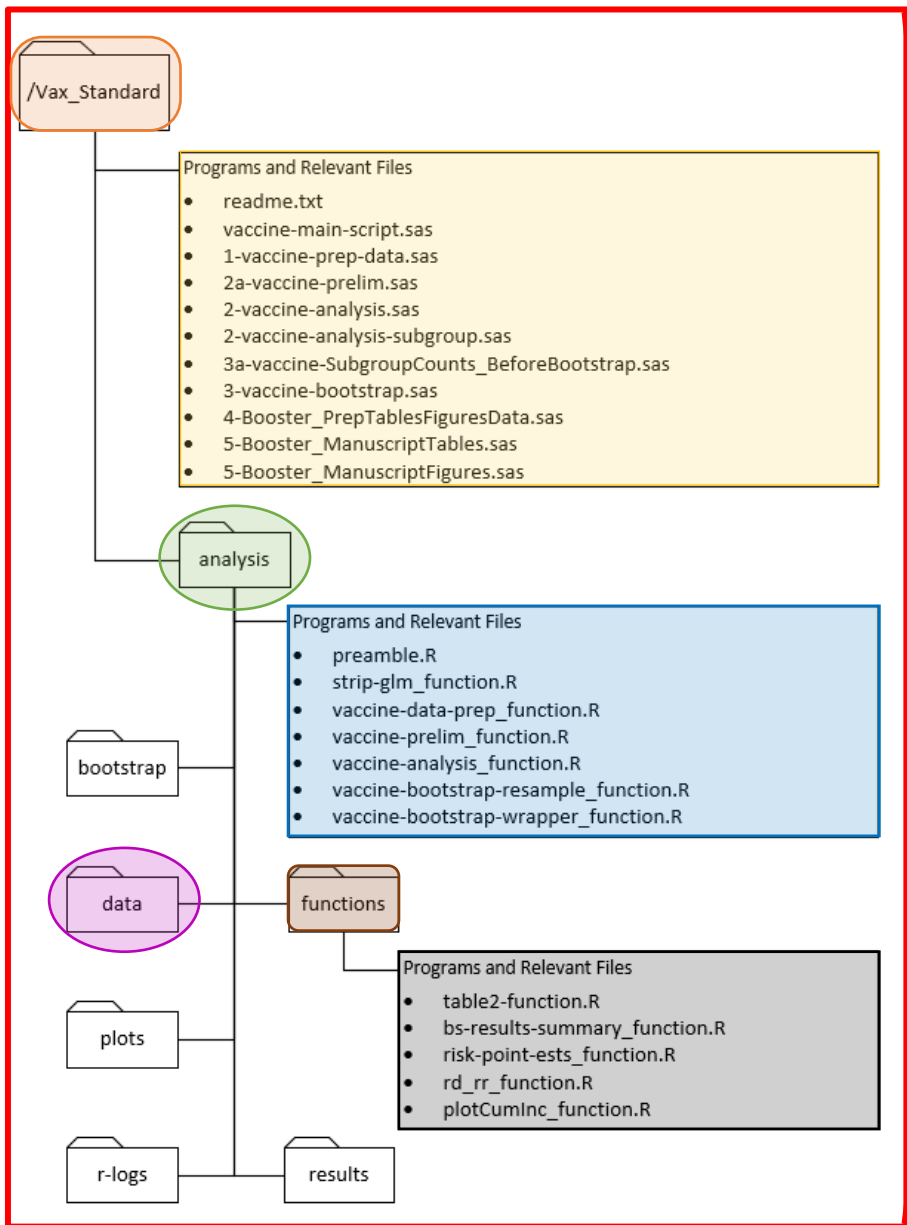 /Vax_Standard
Programs and Relevant Files
• readme.txt
• vaccine-main-script.sas
• 1-vaccine-prep-data.sas
• 2a-vaccine-prelim.sas
• 2-vaccine-analysis.sas
• 2-vaccine-analysis-subgroup.sas
• 3a-vaccine-SubgroupCounts_BeforeBootstrap.sas
• 3-vaccine-bootstrap.sas
• 4-Booster_PrepTablesFiguresData.sas
• 5-Booster_ManuscriptTables.sas
• 5-Booster_ManuscriptFigures.sas
analysis
Programs and Relevant Files
• preamble.R
• strip-glm_function.R
• vaccine-data-prep_function.R
• vaccine-prelim_function.R
• vaccine-analysis_function.R
• vaccine-bootstrap-resample_function.R
• vaccine-bootstrap-wrapper_function.R
bootstrap
data
functions
Programs and Relevant Files
• table2-function.R
• bs-results-summary_function.R
• risk-point-ests_function.R
• rd_rr_function.R
• plotCumInc_function.R
plots
r-logs
results